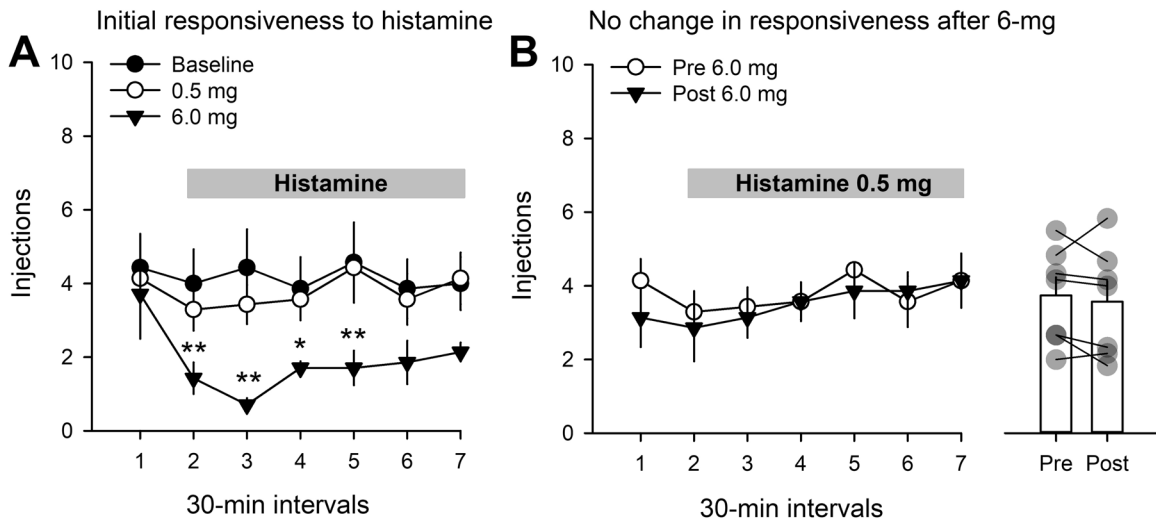 Initial responsiveness to histamine
A
Baseline
0.5 mg
6.0 mg
Histamine
Injections
10
8
6
4
2
0
**
**
*
**
1 2 3 4 5 6 7
30-min intervals
No change in responsiveness after 6-mg
B
Pre 6.0 mg
Post 6.0 mg
Histamine 0.5 mg
Injections
10
8
6
4
2
0
1 2 3 4 5 6 7
30-min intervals
Pre Post